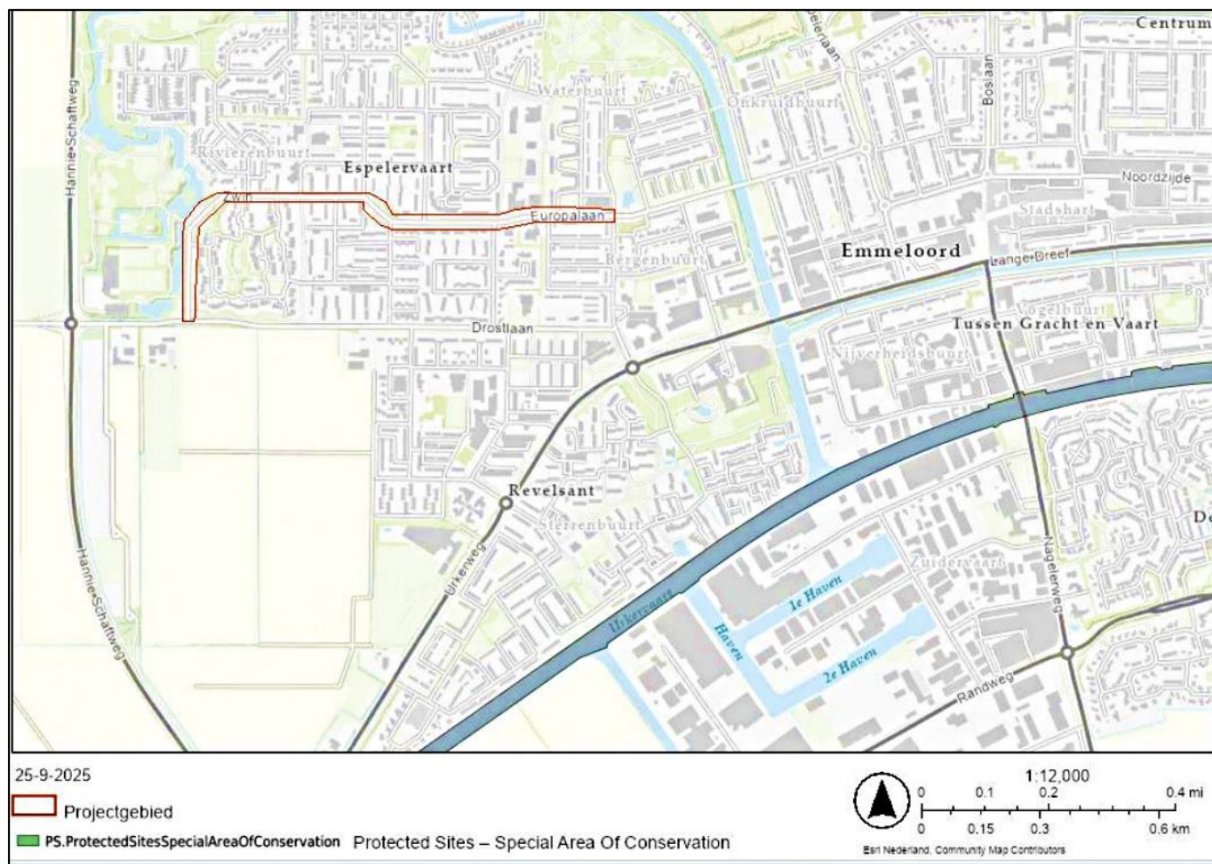 Centrum
Hannie-Schaftweg
Espelerlaan
Boslaan
Waterbuurt
Onkruidbuurt
Rivierenbuurt
Espelervaart
Noordzijde
Zwin
Europalaan
Emmeloord
Bergenbuurt
Lange Dreef
Vogelbuurt
Tussen Gracht en Vaart
Drostlaan
Nijverheidsbuurt
Revelsant
Sterrenbuurt
Urkerweg
Zuidervaart
Nagelerweg
1e Haven
Urkervaart
Haven
Hannie-Schaftweg
2e Haven
Randweg
25-9-2025
Projectgebied
PS.ProtectedSitesSpecialAreaOfConservation Protected Sites – Special Area Of Conservation
1:12,000
0 0.1 0.2 0.4 mi
0 0.15 0.3 0.6 km
Esri Nederland, Community Map Contributors